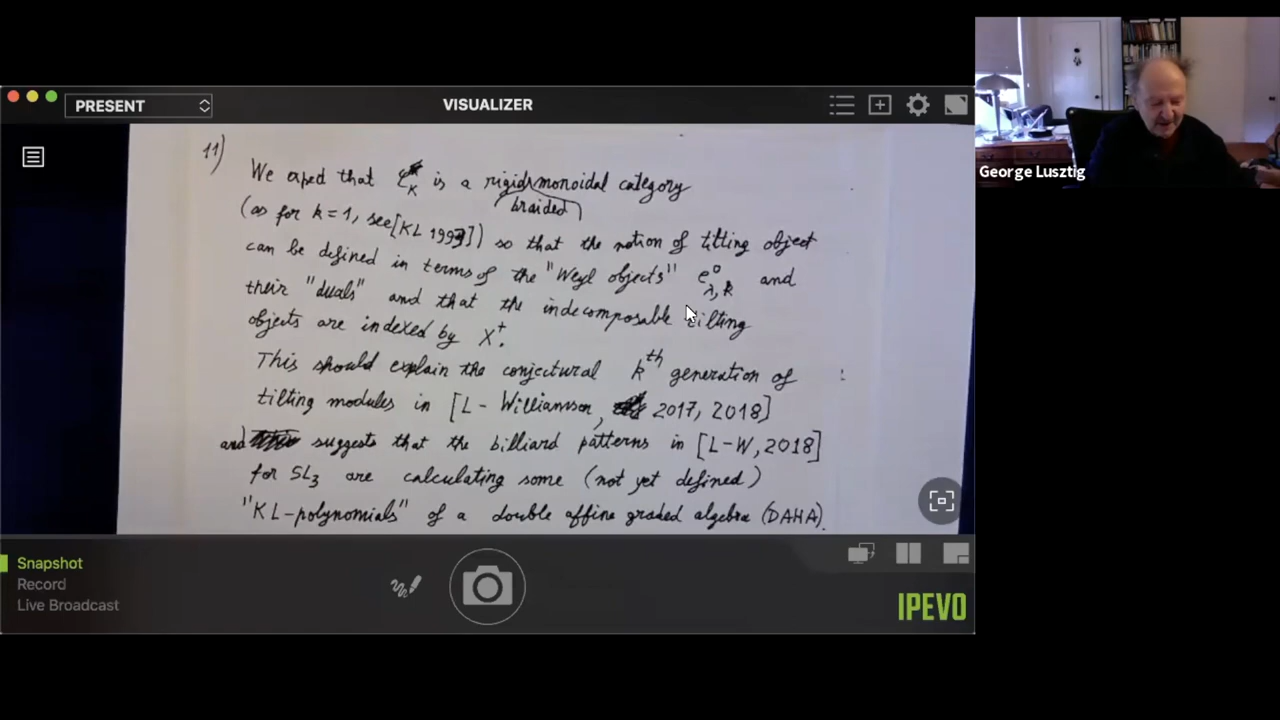 PRESENT
VISUALIZER
George Lusztig
11)
We expect that 𝒞_K is a rigid monoidal category
braided
(as for k=1, see [KL 1993]) so that the notion of tilting object
can be defined in terms of the "Weyl objects" e⁰_λ,k and
their "duals" and that the indecomposable tilting
objects are indexed by X⁺.
This should explain the conjectural kᵗʰ generation of
tilting modules in [L-Williamson, 2017, 2018]
and suggests that the billiard patterns in [L-W, 2018]
for SL₃ are calculating some (not yet defined)
"KL-polynomials" of a double affine graded algebra (DAHA).
Snapshot
Record
Live Broadcast
IPEVO